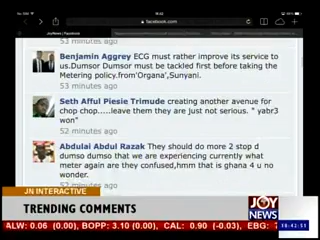 facebook.com
JoyNews | Facebook
53 minutes ago
Benjamin Aggrey ECG must rather improve its service to
us.Dumsor Dumsor must be tackled first before taking the
Metering policy.from'Organa',Sunyani.
53 minutes ago
Seth Afful Piesie Trimude creating another avenue for
chop chop.....leave them they are just not serious. " yabr3
won"
52 minutes ago
Abdulai Abdul Razak They should do more 2 stop d
dumso dumso that we are experiencing currently what
meter again are they confused,hmm that is ghana 4 u no
wonder.
52 minutes ago
JN INTERACTIVE
TRENDING COMMENTS
JOY
NEWS
ALW: 0.06 (0.00), BOPP: 3.10 (0.00), CAL: 0.90 (-0.03), EBG: 7
18:42:51